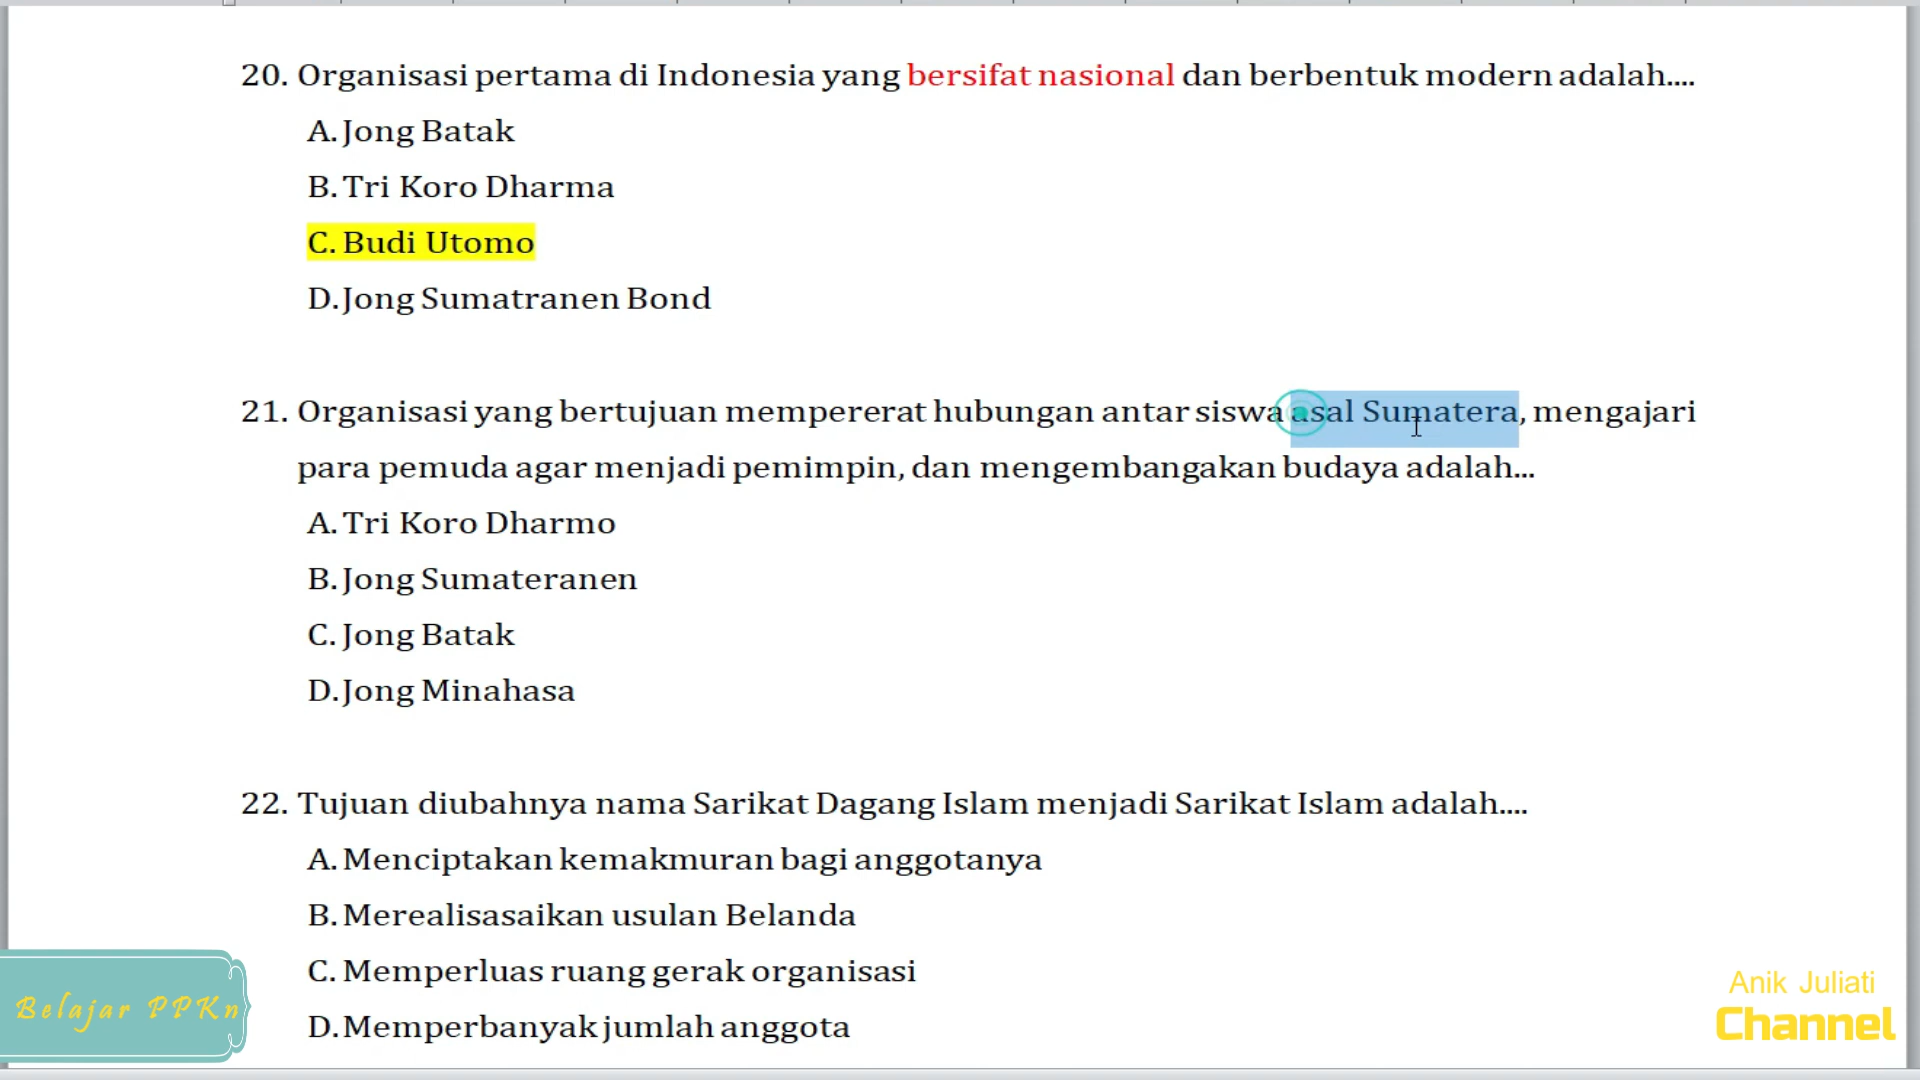 20. Organisasi pertama di Indonesia yang bersifat nasional dan berbentuk modern adalah....
A. Jong Batak
B. Tri Koro Dharma
C. Budi Utomo
D. Jong Sumatranen Bond
21. Organisasi yang bertujuan mempererat hubungan antar siswa asal Sumatera, mengajari
para pemuda agar menjadi pemimpin, dan mengembangakan budaya adalah...
A. Tri Koro Dharmo
B. Jong Sumateranen
C. Jong Batak
D. Jong Minahasa
22. Tujuan diubahnya nama Sarikat Dagang Islam menjadi Sarikat Islam adalah....
A. Menciptakan kemakmuran bagi anggotanya
B. Merealisasaikan usulan Belanda
C. Memperluas ruang gerak organisasi
D. Memperbanyak jumlah anggota
Belajar PPKn
Anik Juliati
Channel